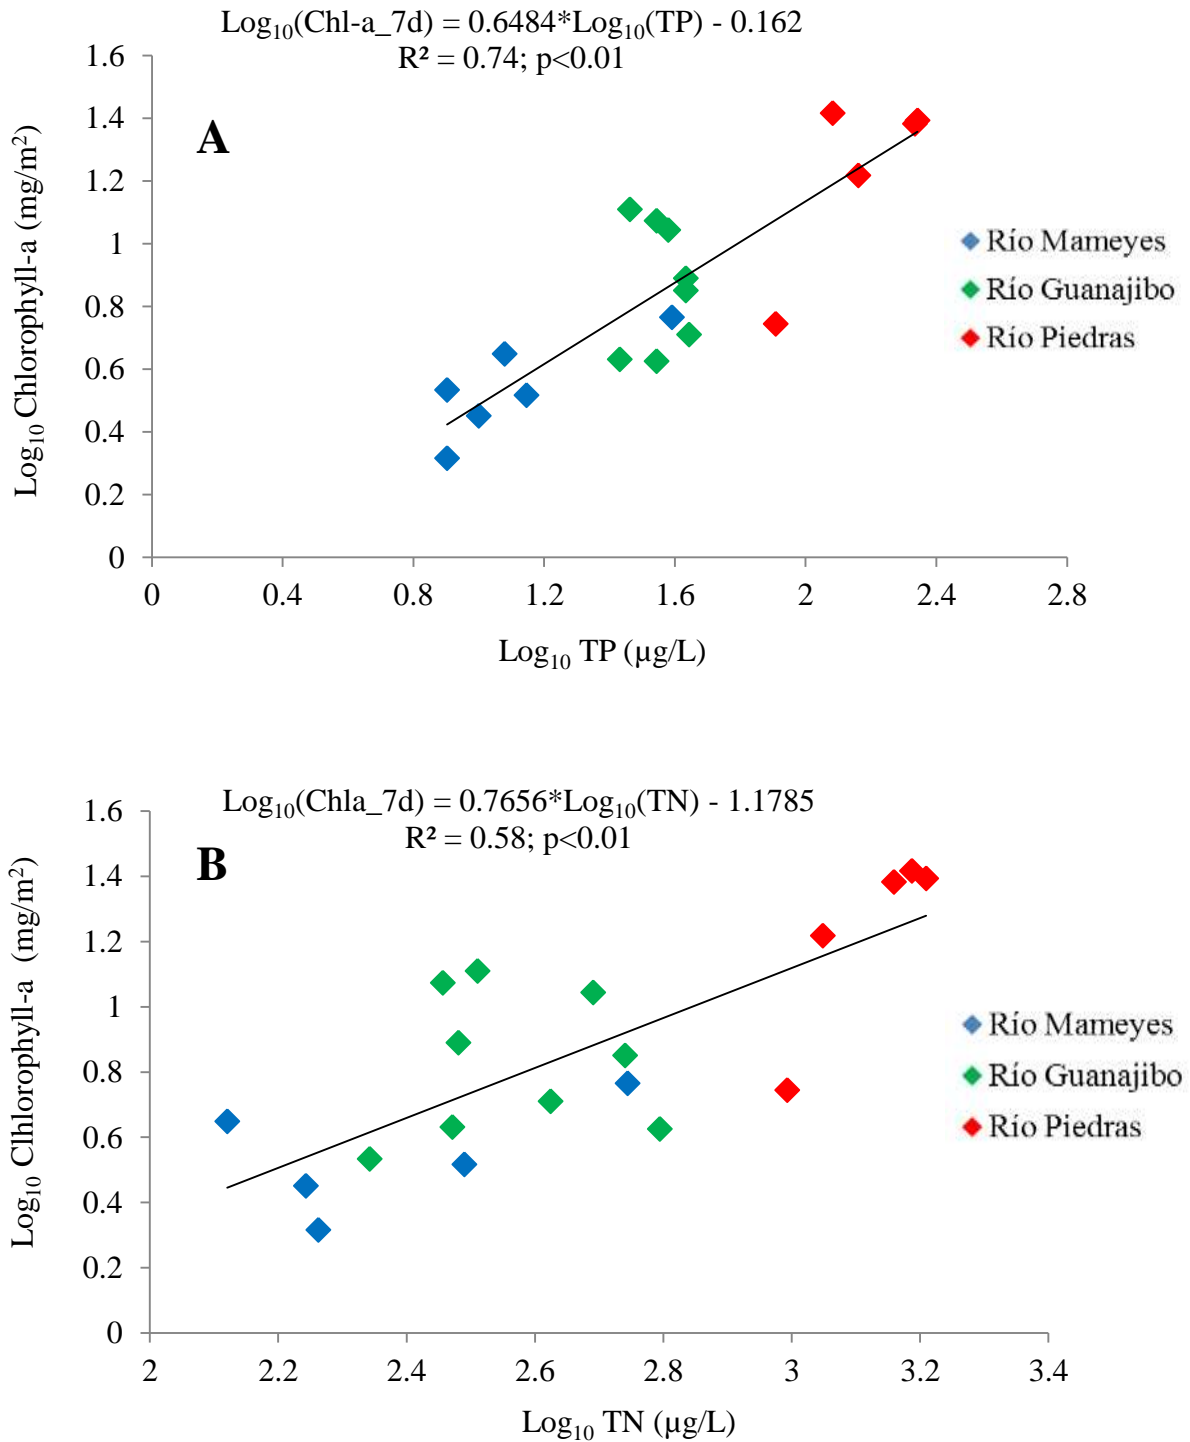 Log₁₀(Chl-a_7d) = 0.6484*Log₁₀(TP) - 0.162
R² = 0.74; p<0.01
A
Log₁₀ Chlorophyll-a (mg/m²)
1.6
1.4
1.2
1
0.8
0.6
0.4
0.2
0
0 0.4 0.8 1.2 1.6 2 2.4 2.8
Log₁₀ TP (µg/L)
Río Mameyes
Río Guanajibo
Río Piedras
Log₁₀(Chla_7d) = 0.7656*Log₁₀(TN) - 1.1785
R² = 0.58; p<0.01
B
Log₁₀ Clhlorophyll-a (mg/m²)
1.6
1.4
1.2
1
0.8
0.6
0.4
0.2
0
2 2.2 2.4 2.6 2.8 3 3.2 3.4
Log₁₀ TN (µg/L)
Río Mameyes
Río Guanajibo
Río Piedras